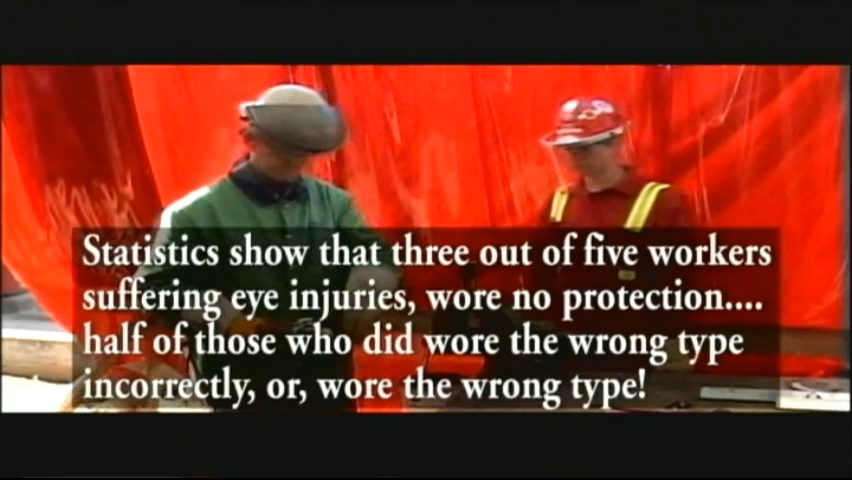 Statistics show that three out of five workers
suffering eye injuries, wore no protection....
half of those who did wore the wrong type
incorrectly, or, wore the wrong type!